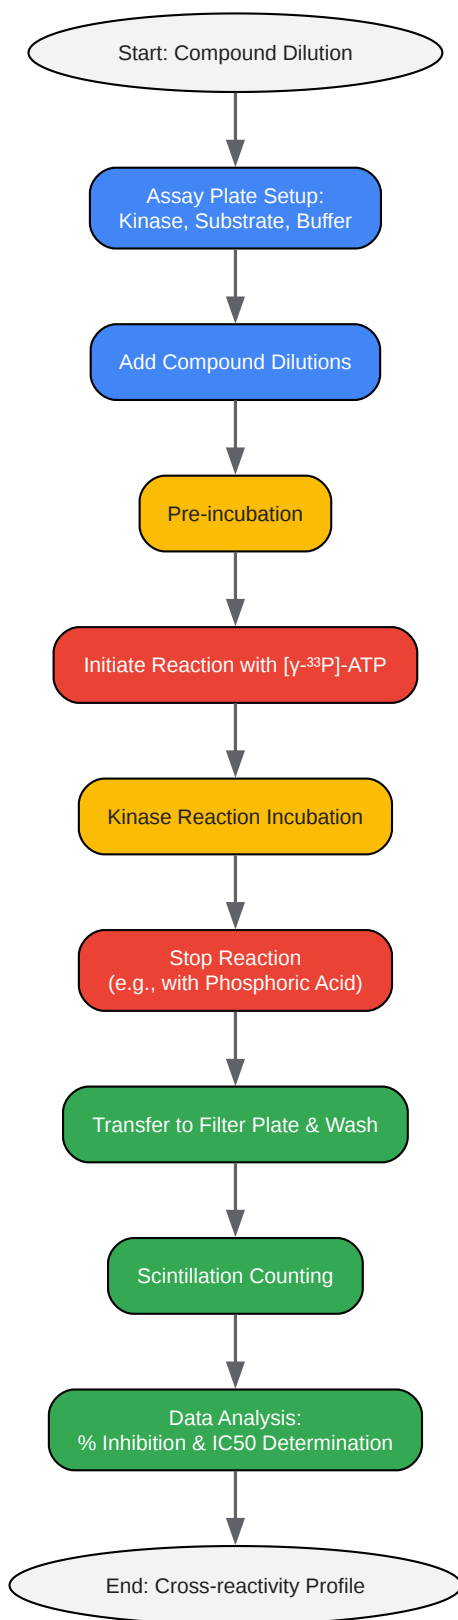 Start: Compound Dilution
Assay Plate Setup:
Kinase, Substrate, Buffer
Add Compound Dilutions
Pre-incubation
Initiate Reaction with [γ-³³P]-ATP
Kinase Reaction Incubation
Stop Reaction
(e.g., with Phosphoric Acid)
Transfer to Filter Plate & Wash
Scintillation Counting
Data Analysis:
% Inhibition & IC50 Determination
End: Cross-reactivity Profile